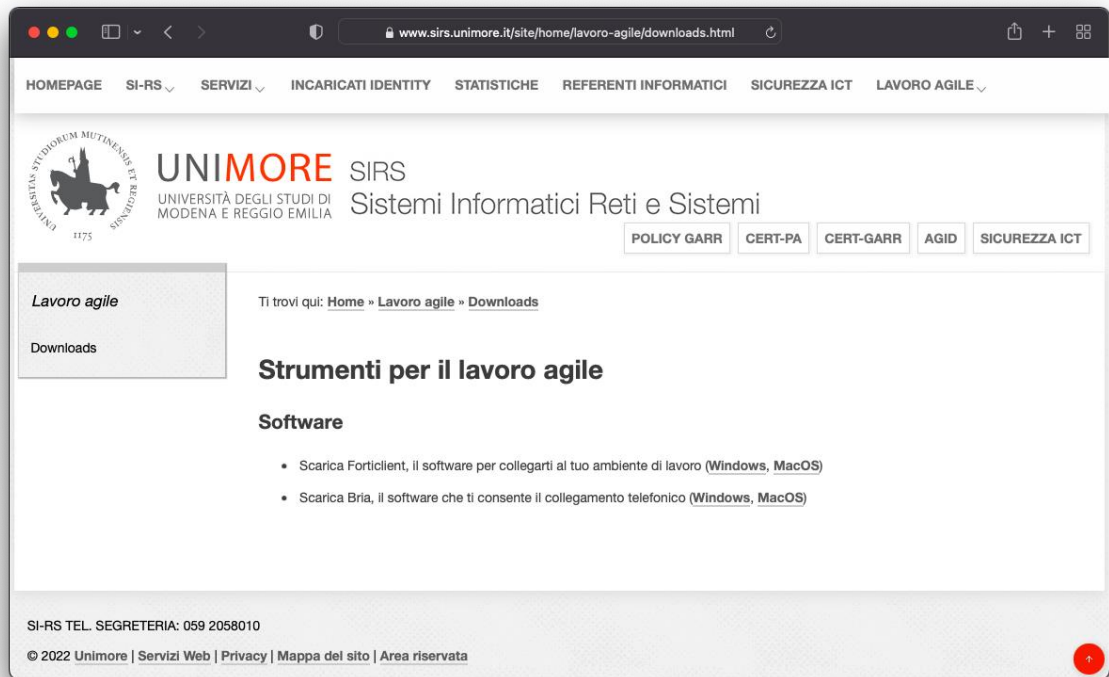 www.sirs.unimore.it/site/home/lavoro-agile/downloads.html
HOMEPAGE SI-RS SERVIZI INCARICATI IDENTITY STATISTICHE REFERENTI INFORMATICI SICUREZZA ICT LAVORO AGILE
UNIVERSITAS STUDIORUM MUTINENSIS ET REGIENSIS
1175
UNIMORE
UNIVERSITÀ DEGLI STUDI DI
MODENA E REGGIO EMILIA
SIRS
Sistemi Informatici Reti e Sistemi
POLICY GARR CERT-PA CERT-GARR AGID SICUREZZA ICT
Lavoro agile
Downloads
Ti trovi qui: Home » Lavoro agile » Downloads
Strumenti per il lavoro agile
Software
• Scarica Forticlient, il software per collegarti al tuo ambiente di lavoro (Windows, MacOS)
• Scarica Bria, il software che ti consente il collegamento telefonico (Windows, MacOS)
SI-RS TEL. SEGRETERIA: 059 2058010
© 2022 Unimore | Servizi Web | Privacy | Mappa del sito | Area riservata